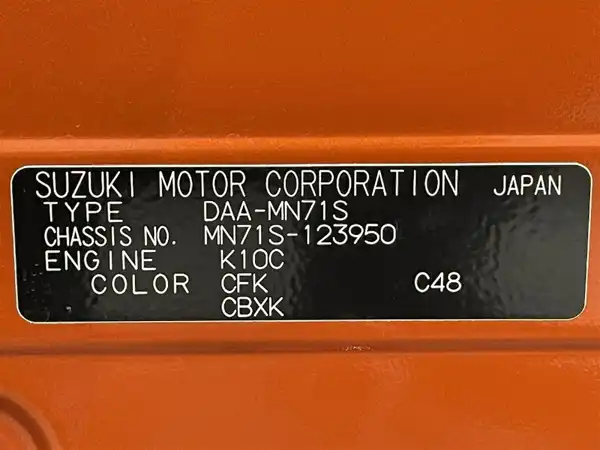 SUZUKI MOTOR CORPORATION JAPAN
TYPE DAA-MN71S
CHASSIS NO. MN71S-123950
ENGINE K10C
COLOR CFK C48
CBXK